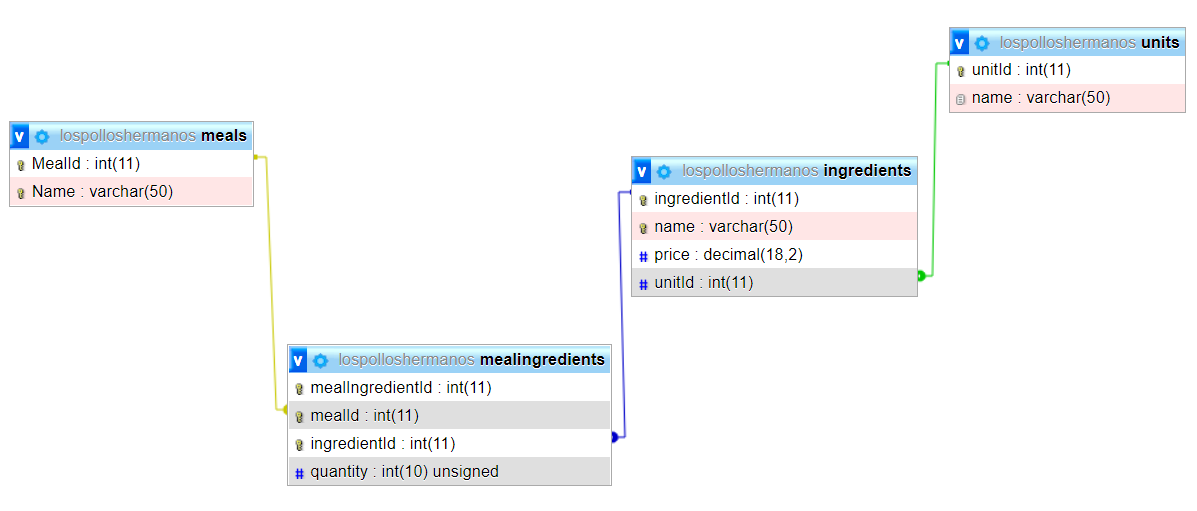 v lospolloshermanos units
unitId : int(11)
name : varchar(50)
v lospolloshermanos meals
MealId : int(11)
Name : varchar(50)
v lospolloshermanos ingredients
ingredientId : int(11)
name : varchar(50)
# price : decimal(18,2)
# unitId : int(11)
v lospolloshermanos mealingredients
mealIngredientId : int(11)
mealId : int(11)
ingredientId : int(11)
# quantity : int(10) unsigned